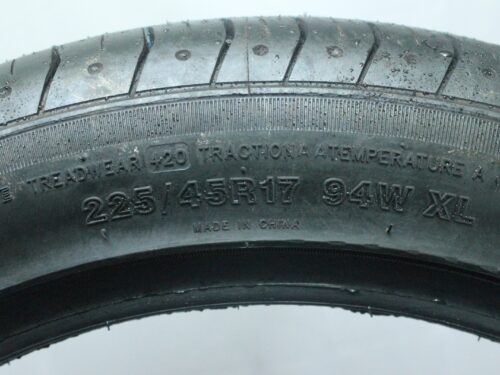 TREADWEAR 420 TRACTION A A TEMPERATURE A
225/45R17 94W XL
MADE IN CHINA